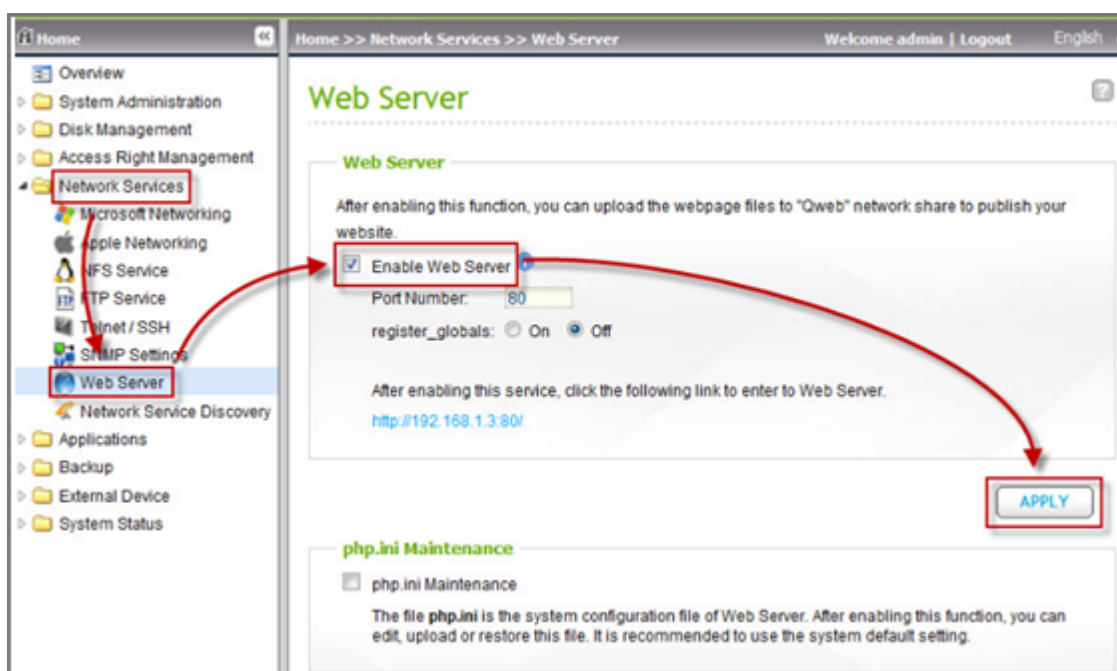 Home
Home >> Network Services >> Web Server
Welcome admin | Logout
English
Overview
System Administration
Disk Management
Access Right Management
Network Services
Microsoft Networking
Apple Networking
NFS Service
FTP Service
Telnet / SSH
SNMP Settings
Web Server
Network Service Discovery
Applications
Backup
External Device
System Status
Web Server
Web Server
After enabling this function, you can upload the webpage files to "Qweb" network share to publish your
website.
Enable Web Server
Port Number: 80
register_globals: On Off
After enabling this service, click the following link to enter to Web Server.
http://192.168.1.3:80/
APPLY
php.ini Maintenance
php.ini Maintenance
The file php.ini is the system configuration file of Web Server. After enabling this function, you can
edit, upload or restore this file. It is recommended to use the system default setting.